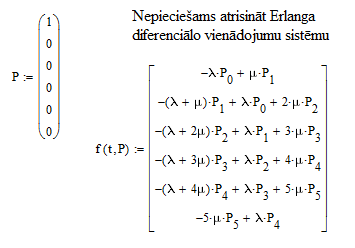 Nepieciešams atrisināt Erlanga
diferenciālo vienādojumu sistēmu
P :=
1
0
0
0
0
0
f(t,P) :=
−λ·P₀ + μ·P₁
−(λ + μ)·P₁ + λ·P₀ + 2·μ·P₂
−(λ + 2μ)·P₂ + λ·P₁ + 3·μ·P₃
−(λ + 3μ)·P₃ + λ·P₂ + 4·μ·P₄
−(λ + 4μ)·P₄ + λ·P₃ + 5·μ·P₅
−5·μ·P₅ + λ·P₄